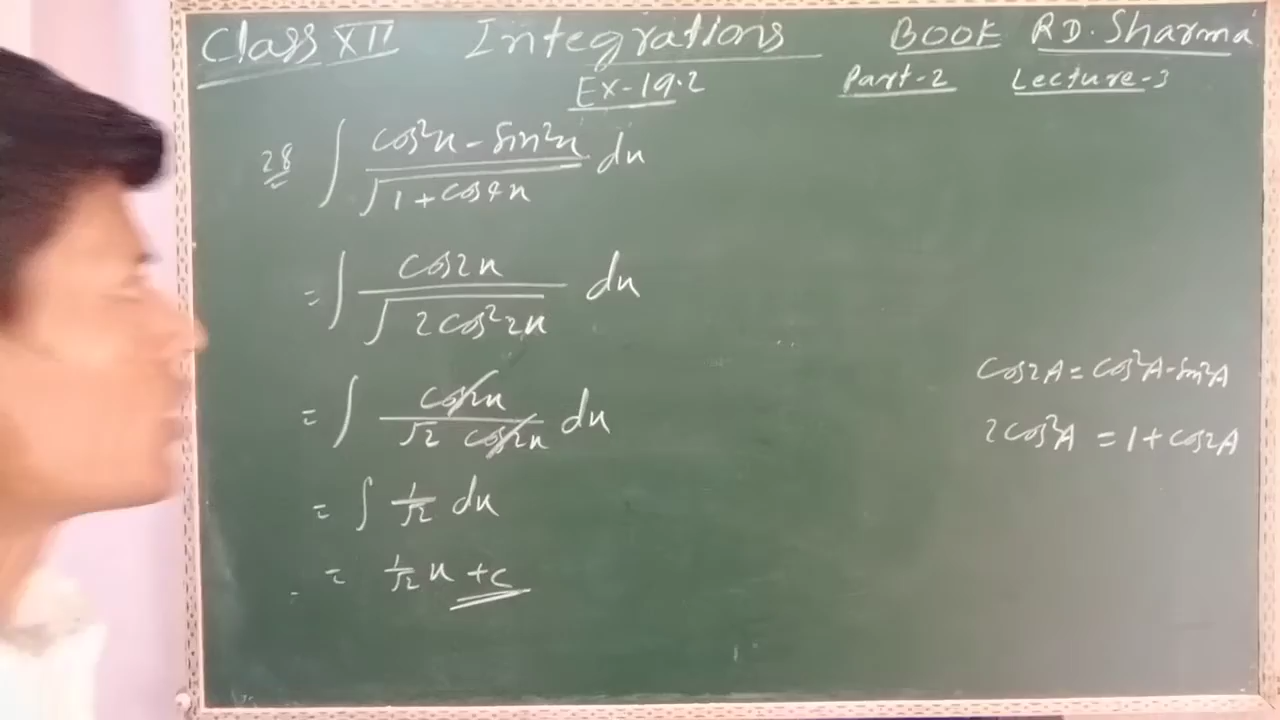 Class XII Integrations Book RD. Sharma
Ex-19.2 Part-2 Lecture-3
28 ∫ (cos²x - sin²x)/√(1 + cos4x) dx
= ∫ cos2x/√(2cos²2x) dx
= ∫ cos2x/(√2 cos2x) dx
= ∫ 1/√2 dx
= 1/√2 x + c
cos2A = cos²A - sin²A
2cos²A = 1 + cos2A